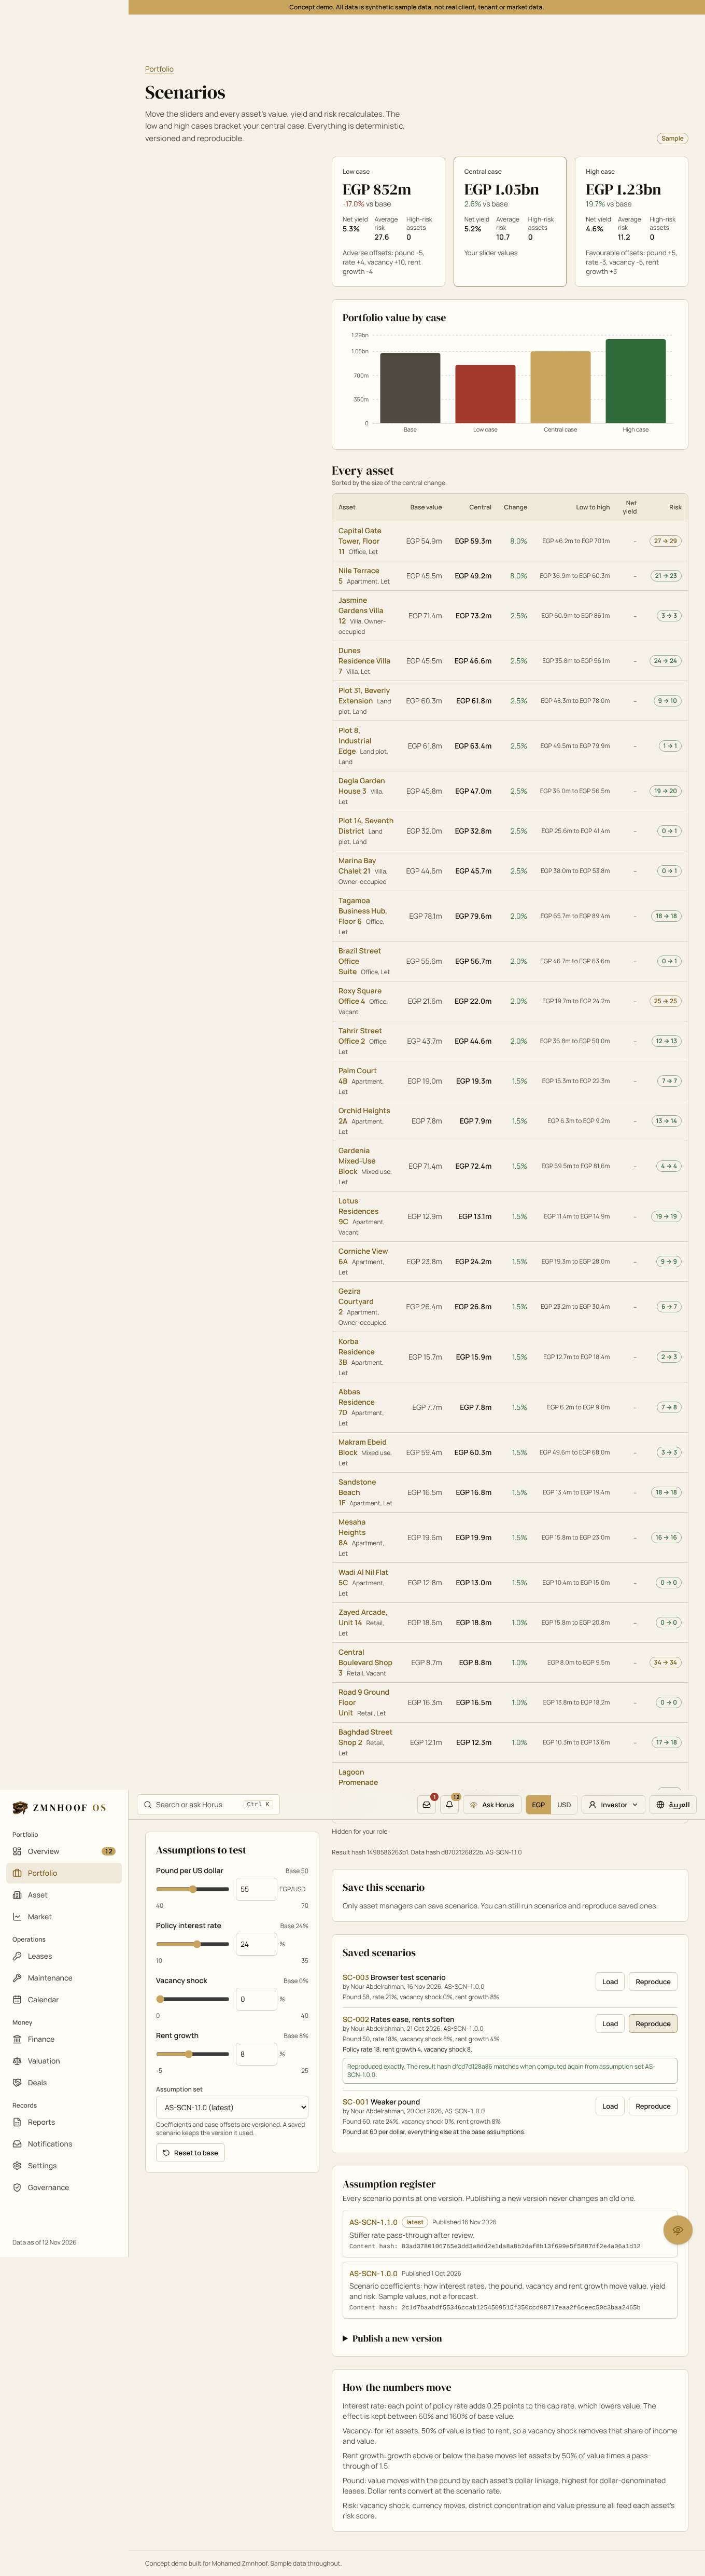 Concept demo. All data is synthetic sample data, not real client, tenant or market data.
Portfolio
Scenarios
Move the sliders and every asset's value, yield and risk recalculates. The
low and high cases bracket your central case. Everything is deterministic,
versioned and reproducible.
Sample
Low case
EGP 852m
-17.0% vs base
Net yield
5.3%
Average risk
27.6
High-risk assets
0
Adverse offsets: pound -5,
rate +4, vacancy +10, rent
growth -4
Central case
EGP 1.05bn
2.6% vs base
Net yield
5.2%
Average risk
10.7
High-risk assets
0
Your slider values
High case
EGP 1.23bn
19.7% vs base
Net yield
4.6%
Average risk
11.2
High-risk assets
0
Favourable offsets: pound +5,
rate -3, vacancy -5, rent
growth +3
Portfolio value by case
1.29bn
1.05bn
700m
350m
0
Base
Low case
Central case
High case
Every asset
Sorted by the size of the central change.
Asset Base value Central Change Low to high Net yield Risk
Capital Gate Tower, Floor 11 Office, Let EGP 54.9m EGP 59.3m 8.0% EGP 46.2m to EGP 70.1m – 27 → 29
Nile Terrace 5 Apartment, Let EGP 45.5m EGP 49.2m 8.0% EGP 36.9m to EGP 60.3m – 21 → 23
Jasmine Gardens Villa 12 Villa, Owner-occupied EGP 71.4m EGP 73.2m 2.5% EGP 60.9m to EGP 86.1m – 3 → 3
Dunes Residence Villa 7 Villa, Let EGP 45.5m EGP 46.6m 2.5% EGP 35.8m to EGP 56.1m – 24 → 24
Plot 31, Beverly Extension Land plot, Land EGP 60.3m EGP 61.8m 2.5% EGP 48.3m to EGP 78.0m – 9 → 10
Plot 8, Industrial Edge Land plot, Land EGP 61.8m EGP 63.4m 2.5% EGP 49.5m to EGP 79.9m – 1 → 1
Degla Garden House 3 Villa, Let EGP 45.8m EGP 47.0m 2.5% EGP 36.0m to EGP 56.5m – 19 → 20
Plot 14, Seventh District Land plot, Land EGP 32.0m EGP 32.8m 2.5% EGP 25.6m to EGP 41.4m – 0 → 1
Marina Bay Chalet 21 Villa, Owner-occupied EGP 44.6m EGP 45.7m 2.5% EGP 38.0m to EGP 53.8m – 0 → 1
Tagamoa Business Hub, Floor 6 Office, Let EGP 78.1m EGP 79.6m 2.0% EGP 65.7m to EGP 89.4m – 18 → 18
Brazil Street Office Suite Office, Let EGP 55.6m EGP 56.7m 2.0% EGP 46.7m to EGP 63.6m – 0 → 1
Roxy Square Office 4 Office, Vacant EGP 21.6m EGP 22.0m 2.0% EGP 19.7m to EGP 24.2m – 25 → 25
Tahrir Street Office 2 Office, Let EGP 43.7m EGP 44.6m 2.0% EGP 36.8m to EGP 50.0m – 12 → 13
Palm Court 4B Apartment, Let EGP 19.0m EGP 19.3m 1.5% EGP 15.3m to EGP 22.3m – 7 → 7
Orchid Heights 2A Apartment, Let EGP 7.8m EGP 7.9m 1.5% EGP 6.3m to EGP 9.2m – 13 → 14
Gardenia Mixed-Use Block Mixed use, Let EGP 71.4m EGP 72.4m 1.5% EGP 59.5m to EGP 81.6m – 4 → 4
Lotus Residences 9C Apartment, Vacant EGP 12.9m EGP 13.1m 1.5% EGP 11.4m to EGP 14.9m – 19 → 19
Corniche View 6A Apartment, Let EGP 23.8m EGP 24.2m 1.5% EGP 19.3m to EGP 28.0m – 9 → 9
Gezira Courtyard 2 Apartment, Owner-occupied EGP 26.4m EGP 26.8m 1.5% EGP 23.2m to EGP 30.4m – 6 → 7
Korba Residence 3B Apartment, Let EGP 15.7m EGP 15.9m 1.5% EGP 12.7m to EGP 18.4m – 2 → 3
Abbas Residence 7D Apartment, Let EGP 7.7m EGP 7.8m 1.5% EGP 6.2m to EGP 9.0m – 7 → 8
Makram Ebeid Block Mixed use, Let EGP 59.4m EGP 60.3m 1.5% EGP 49.6m to EGP 68.0m – 3 → 3
Sandstone Beach 1F Apartment, Let EGP 16.5m EGP 16.8m 1.5% EGP 13.4m to EGP 19.4m – 18 → 18
Mesaha Heights 8A Apartment, Let EGP 19.6m EGP 19.9m 1.5% EGP 15.8m to EGP 23.0m – 16 → 16
Wadi Al Nil Flat 5C Apartment, Let EGP 12.8m EGP 13.0m 1.5% EGP 10.4m to EGP 15.0m – 0 → 0
Zayed Arcade, Unit 14 Retail, Let EGP 18.6m EGP 18.8m 1.0% EGP 15.8m to EGP 20.8m – 0 → 0
Central Boulevard Shop 3 Retail, Vacant EGP 8.7m EGP 8.8m 1.0% EGP 8.0m to EGP 9.5m – 34 → 34
Road 9 Ground Floor Unit Retail, Let EGP 16.3m EGP 16.5m 1.0% EGP 13.8m to EGP 18.2m – 0 → 0
Baghdad Street Shop 2 Retail, Let EGP 12.1m EGP 12.3m 1.0% EGP 10.3m to EGP 13.6m – 17 → 18
Lagoon Promenade
ZMNHOOF OS
Search or ask Horus
Ctrl K
1
12
Ask Horus
EGP
USD
Investor
العربية
Portfolio
Overview 12
Portfolio
Asset
Market
Operations
Leases
Maintenance
Calendar
Money
Finance
Valuation
Deals
Records
Reports
Notifications
Settings
Governance
Data as of 12 Nov 2026
Assumptions to test
Pound per US dollar Base 50
55 EGP/USD
40 70
Policy interest rate Base 24%
24 %
10 35
Vacancy shock Base 0%
0 %
0 40
Rent growth Base 8%
8 %
-5 25
Assumption set
AS-SCN-1.1.0 (latest)
Coefficients and case offsets are versioned. A saved
scenario keeps the version it used.
Reset to base
Hidden for your role
Result hash 1498586263b1. Data hash d8702126822b. AS-SCN-1.1.0
Save this scenario
Only asset managers can save scenarios. You can still run scenarios and reproduce saved ones.
Saved scenarios
SC-003 Browser test scenario
by Nour Abdelrahman, 16 Nov 2026, AS-SCN-1.0.0
Pound 58, rate 21%, vacancy shock 0%, rent growth 8%
Load
Reproduce
SC-002 Rates ease, rents soften
by Nour Abdelrahman, 21 Oct 2026, AS-SCN-1.0.0
Pound 50, rate 18%, vacancy shock 8%, rent growth 4%
Policy rate 18, rent growth 4, vacancy shock 8.
Load
Reproduce
Reproduced exactly. The result hash dfcd7d128a86 matches when computed again from assumption set AS-
SCN-1.0.0.
SC-001 Weaker pound
by Nour Abdelrahman, 20 Oct 2026, AS-SCN-1.0.0
Pound 60, rate 24%, vacancy shock 0%, rent growth 8%
Pound at 60 per dollar, everything else at the base assumptions.
Load
Reproduce
Assumption register
Every scenario points at one version. Publishing a new version never changes an old one.
AS-SCN-1.1.0 latest Published 16 Nov 2026
Stiffer rate pass-through after review.
Content hash: 83ad3780106765e3dd3a8dd2e1da8a8b2daf8b13f699e5f5887df2e4a06a1d12
AS-SCN-1.0.0 Published 1 Oct 2026
Scenario coefficients: how interest rates, the pound, vacancy and rent growth move value, yield
and risk. Sample values, not a forecast.
Content hash: 2c1d7baabdf55346ccab1254509515f350ccd08717eaa2f6ceec50c3baa2465b
Publish a new version
How the numbers move
Interest rate: each point of policy rate adds 0.25 points to the cap rate, which lowers value. The
effect is kept between 60% and 160% of base value.
Vacancy: for let assets, 50% of value is tied to rent, so a vacancy shock removes that share of income
and value.
Rent growth: growth above or below the base moves let assets by 50% of value times a pass-
through of 1.5.
Pound: value moves with the pound by each asset's dollar linkage, highest for dollar-denominated
leases. Dollar rents convert at the scenario rate.
Risk: vacancy shock, currency moves, district concentration and value pressure all feed each asset's
risk score.
Concept demo built for Mohamed Zmnhoof. Sample data throughout.